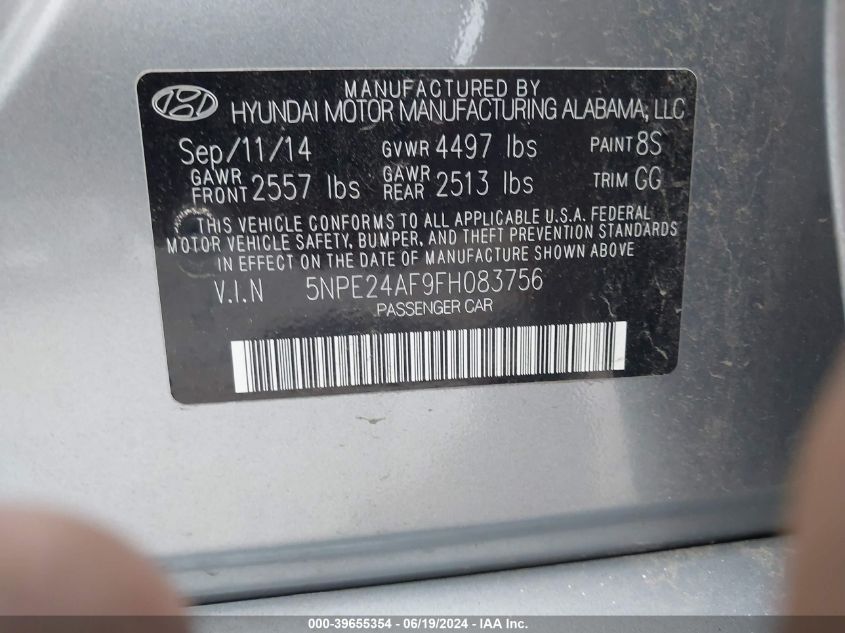 MANUFACTURED BY
HYUNDAI MOTOR MANUFACTURING ALABAMA, LLC
Sep/11/14 GVWR 4497 lbs PAINT 8S
GAWR FRONT 2557 lbs GAWR REAR 2513 lbs TRIM GG
THIS VEHICLE CONFORMS TO ALL APPLICABLE U.S.A. FEDERAL
MOTOR VEHICLE SAFETY, BUMPER, AND THEFT PREVENTION STANDARDS
IN EFFECT ON THE DATE OF MANUFACTURE SHOWN ABOVE
V.I.N 5NPE24AF9FH083756
PASSENGER CAR
000-39655354 - 06/19/2024 - IAA Inc.